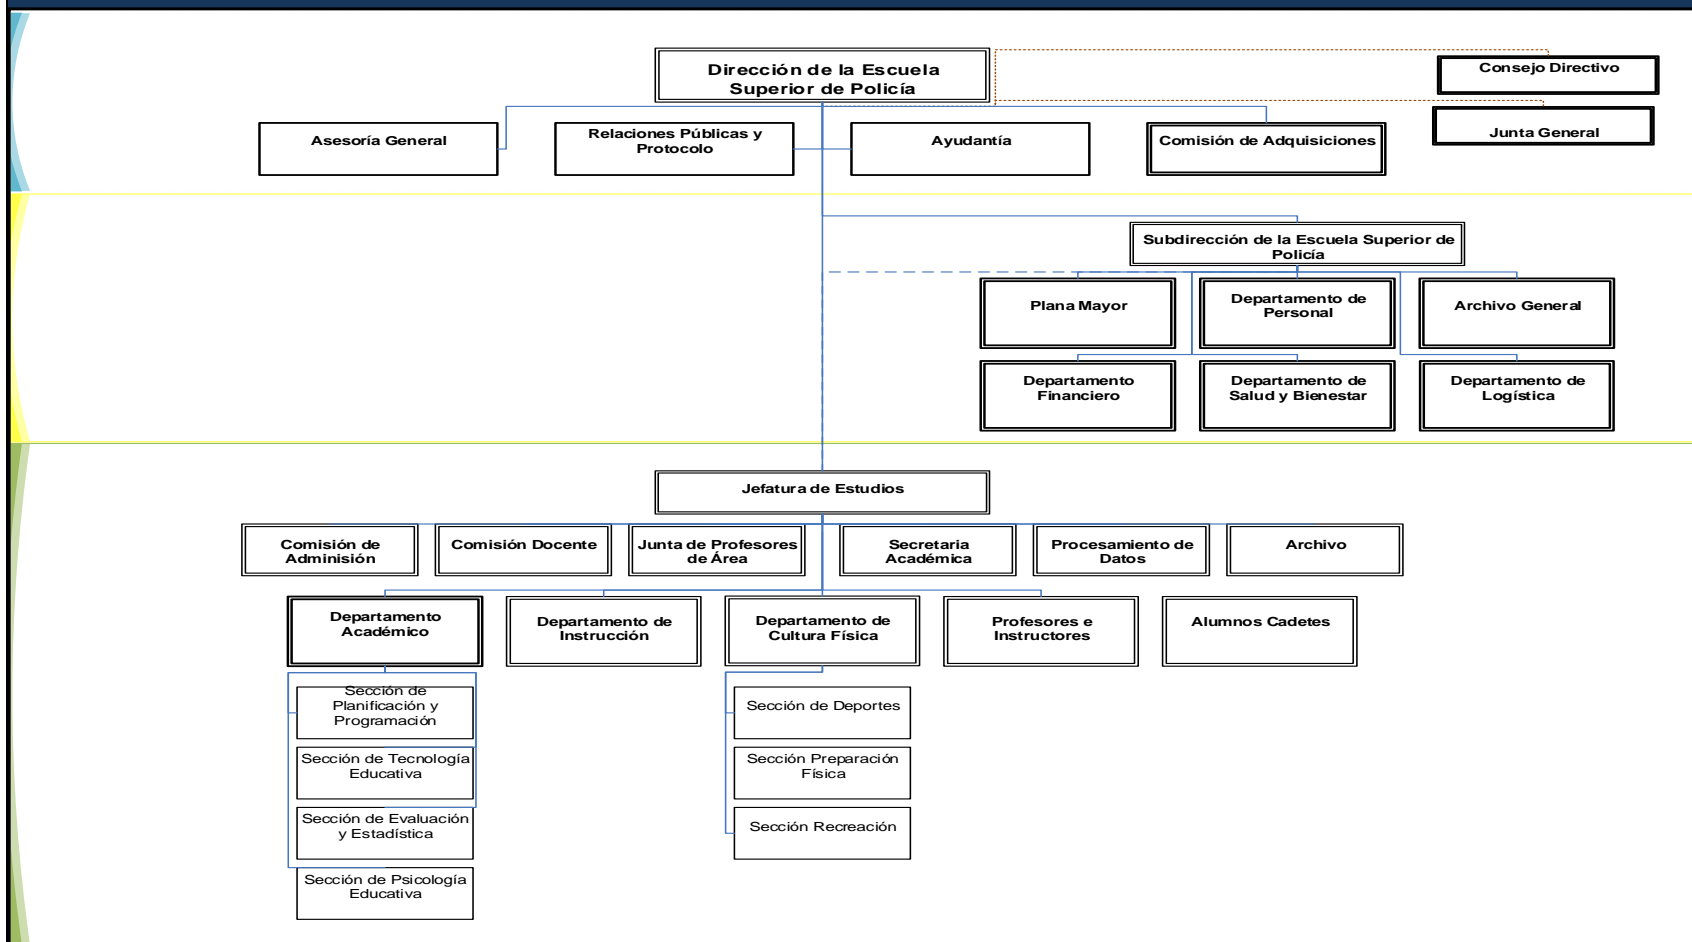 Dirección de la Escuela
Superior de Policía
Consejo Directivo
Junta General
Asesoría General
Relaciones Públicas y
Protocolo
Ayudantía
Comisión de Adquisiciones
Subdirección de la Escuela Superior de
Policía
Plana Mayor
Departamento de
Personal
Archivo General
Departamento
Financiero
Departamento de
Salud y Bienestar
Departamento de
Logística
Jefatura de Estudios
Comisión de
Adminisión
Comisión Docente
Junta de Profesores
de Área
Secretaria
Académica
Procesamiento de
Datos
Archivo
Departamento
Académico
Departamento de
Instrucción
Departamento de
Cultura Física
Profesores e
Instructores
Alumnos Cadetes
Sección de
Planificación y
Programación
Sección de Tecnología
Educativa
Sección de Evaluación
y Estadística
Sección de Psicología
Educativa
Sección de Deportes
Sección Preparación
Física
Sección Recreación